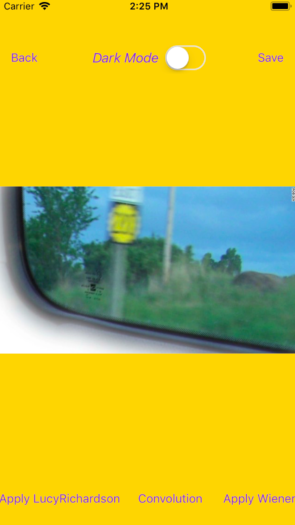 Carrier 2:25 PM
Back Dark Mode Save
Apply LucyRichardson Convolution Apply Wiener